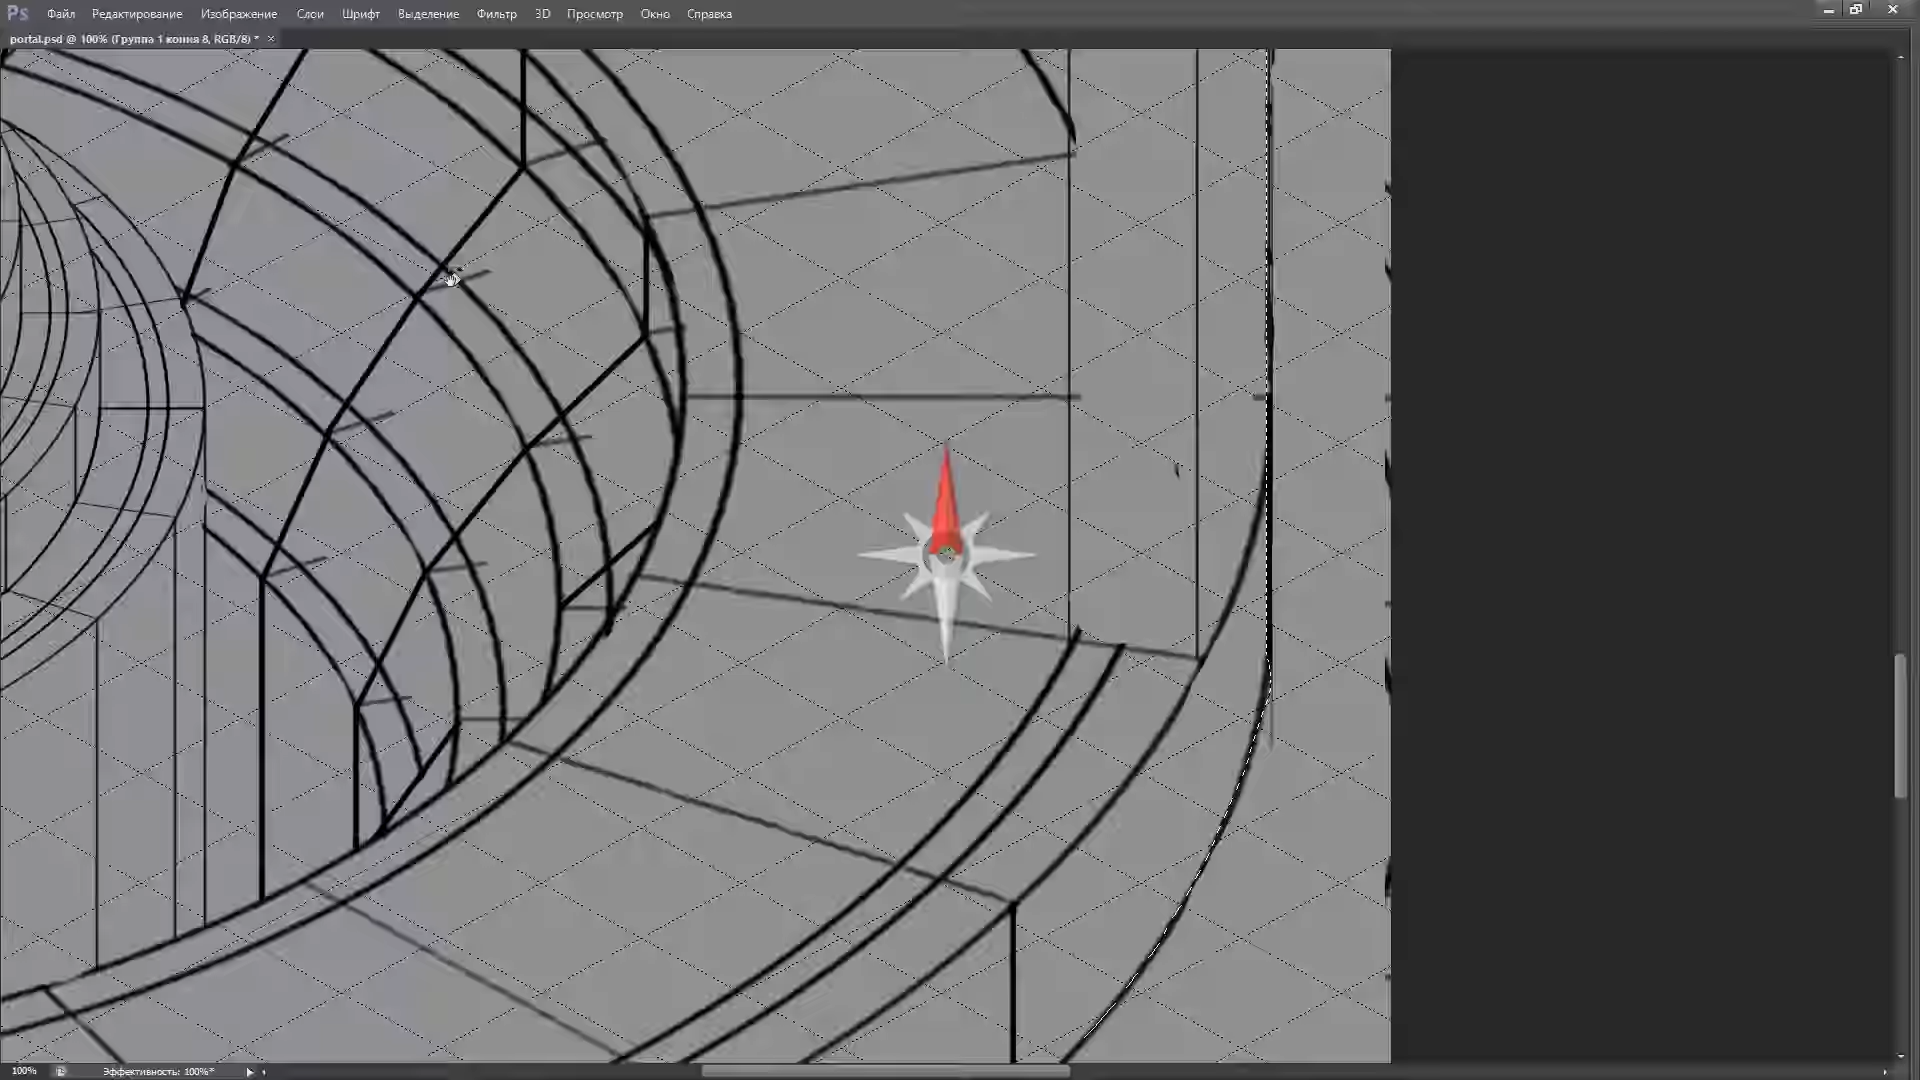 Ps Файл Редактирование Изображение Слои Шрифт Выделение Фильтр 3D Просмотр Окно Справка
portal.psd @ 100% (Группа 1 копия 8, RGB/8) * ×
100% Эффективность: 100%*